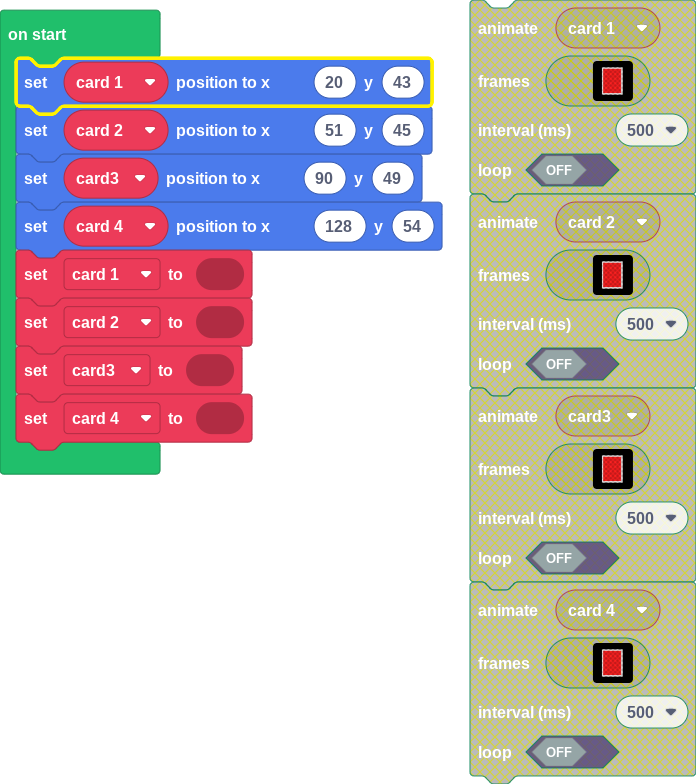 on start
set card 1 position to x 20 y 43
set card 2 position to x 51 y 45
set card3 position to x 90 y 49
set card 4 position to x 128 y 54
set card 1 to
set card 2 to
set card3 to
set card 4 to
animate card 1
frames
interval (ms) 500
loop OFF
animate card 2
frames
interval (ms) 500
loop OFF
animate card3
frames
interval (ms) 500
loop OFF
animate card 4
frames
interval (ms) 500
loop OFF